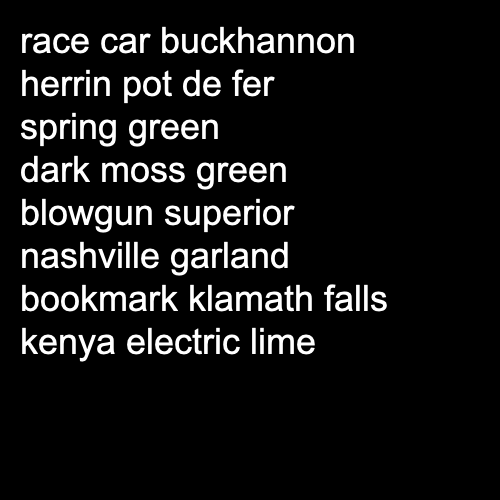 race car buckhannon
herrin pot de fer
spring green
dark moss green
blowgun superior
nashville garland
bookmark klamath falls
kenya electric lime